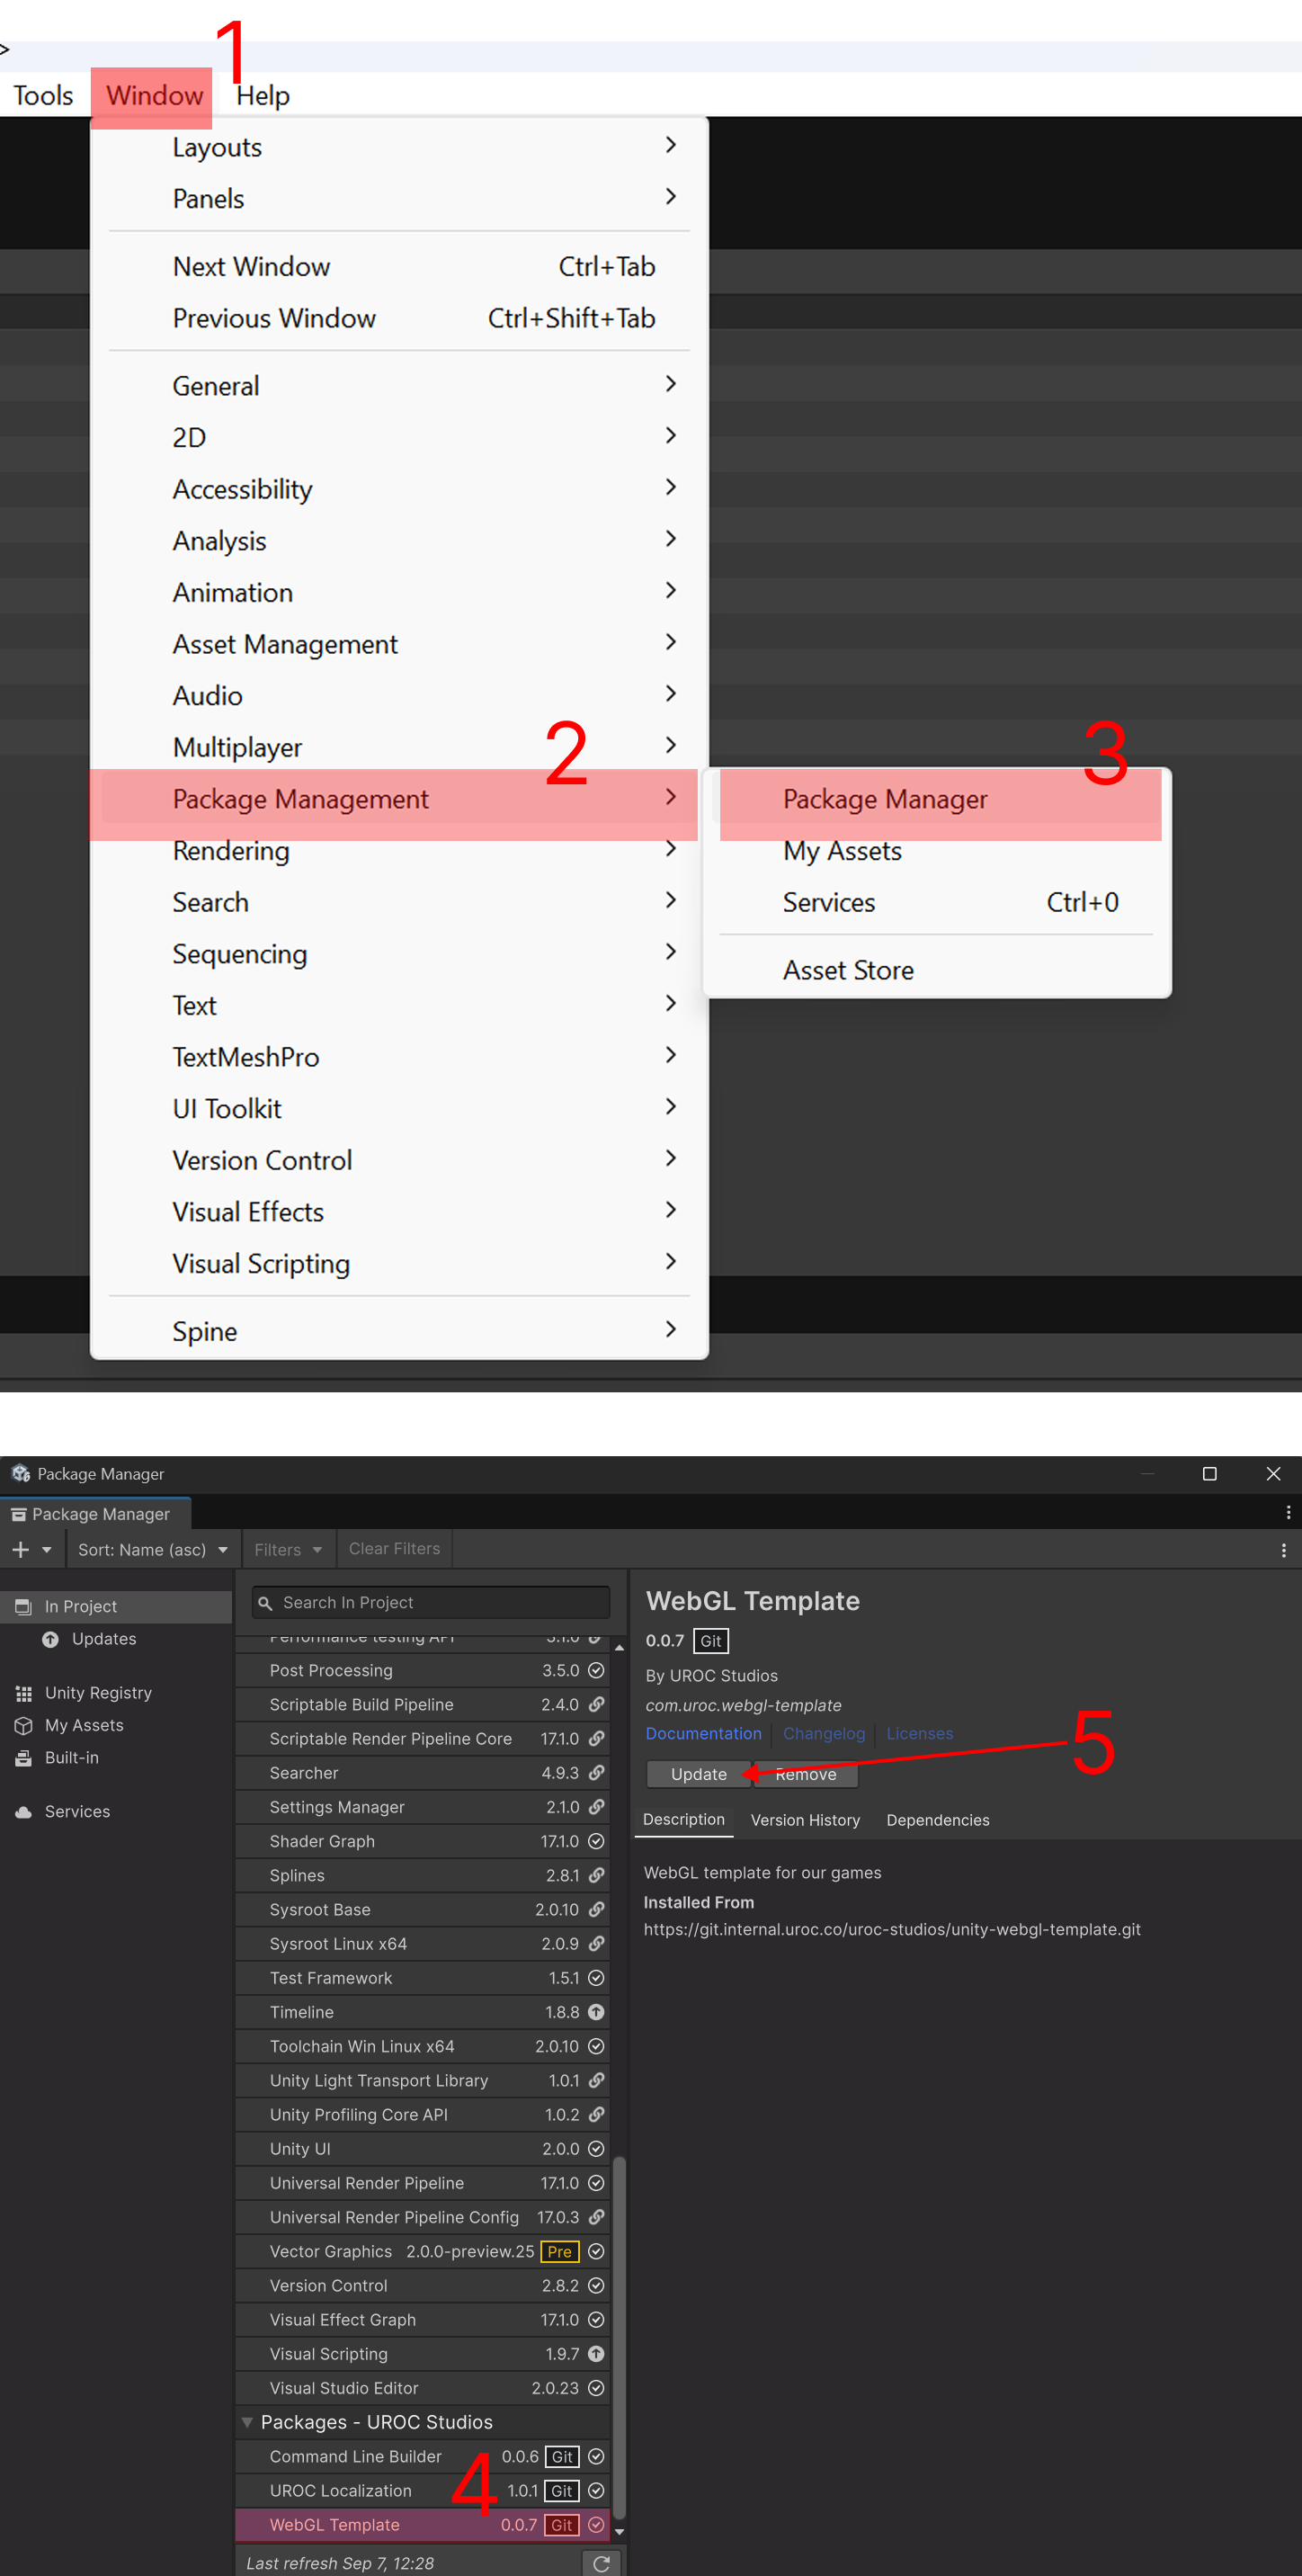 1
>
Tools Window Help
Layouts >
Panels >
Next Window Ctrl+Tab
Previous Window Ctrl+Shift+Tab
General >
2D >
Accessibility >
Analysis >
Animation >
Asset Management >
Audio >
Multiplayer >
2
3
Package Management >
Package Manager
Rendering >
My Assets
Search >
Services Ctrl+0
Sequencing >
Asset Store
Text >
TextMeshPro >
UI Toolkit >
Version Control >
Visual Effects >
Visual Scripting >
Spine >
Package Manager
Package Manager
+ Sort: Name (asc) Filters Clear Filters
In Project
Updates
Unity Registry
My Assets
Built-in
Services
Search In Project
Performance testing API 3.1.0
Post Processing 3.5.0
Scriptable Build Pipeline 2.4.0
Scriptable Render Pipeline Core 17.1.0
Searcher 4.9.3
Settings Manager 2.1.0
Shader Graph 17.1.0
Splines 2.8.1
Sysroot Base 2.0.10
Sysroot Linux x64 2.0.9
Test Framework 1.5.1
Timeline 1.8.8
Toolchain Win Linux x64 2.0.10
Unity Light Transport Library 1.0.1
Unity Profiling Core API 1.0.2
Unity UI 2.0.0
Universal Render Pipeline 17.1.0
Universal Render Pipeline Config 17.0.3
Vector Graphics 2.0.0-preview.25 Pre
Version Control 2.8.2
Visual Effect Graph 17.1.0
Visual Scripting 1.9.7
Visual Studio Editor 2.0.23
Packages - UROC Studios
Command Line Builder 0.0.6 Git
4
UROC Localization 1.0.1 Git
WebGL Template 0.0.7 Git
Last refresh Sep 7, 12:28
WebGL Template
0.0.7 Git
By UROC Studios
com.uroc.webgl-template
Documentation Changelog Licenses
5
Update Remove
Description Version History Dependencies
WebGL template for our games
Installed From
https://git.internal.uroc.co/uroc-studios/unity-webgl-template.git